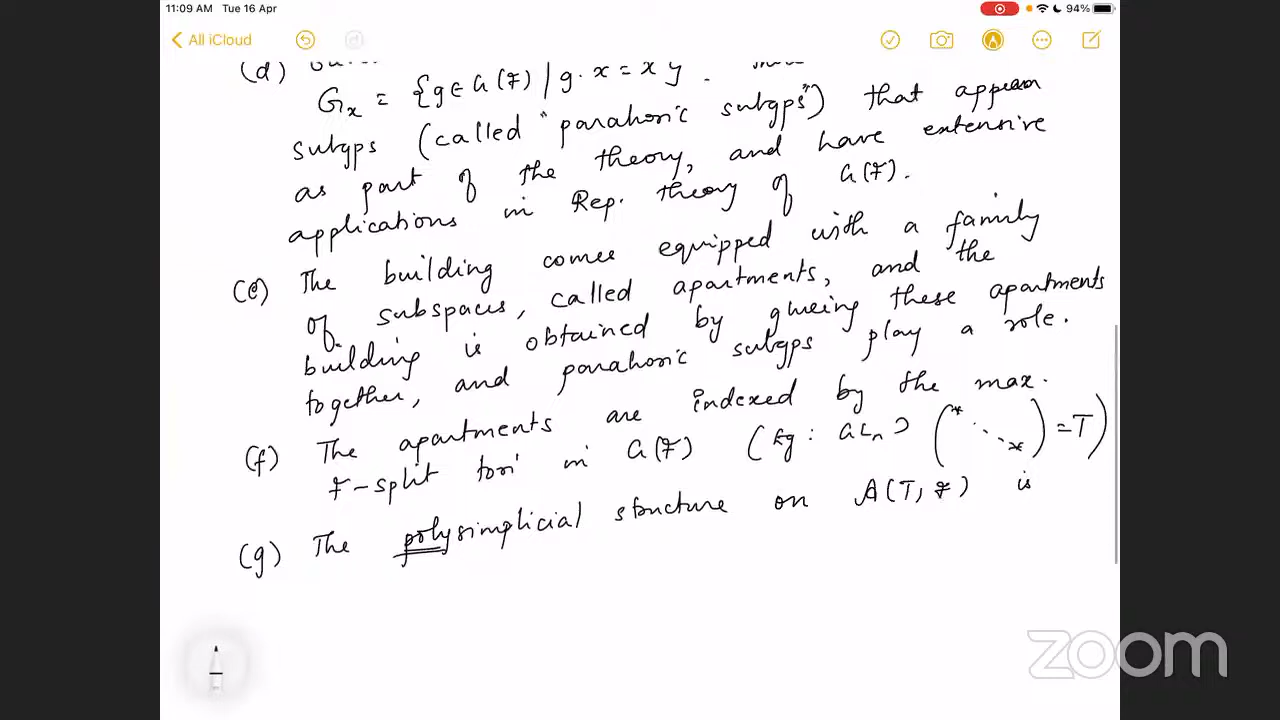 11:09 AM Tue 16 Apr
94%
All iCloud
(d)
G_x = {g ∈ G(F) | g·x = x}.
subgps (called "parahoric subgps") that appear
as part of the theory, and have extensive
applications in Rep. theory of G(F).
(e) The building comes equipped with a family
of subspaces, called apartments, and the
building is obtained by glueing these apartments
together, and parahoric subgps play a role.
(f) The apartments are indexed by the max.
F-split tori in G(F) (Eg: GL_n ⊃ (* ⋱ *) = T)
(g) The polysimplicial structure on A(T, F) is
zoom